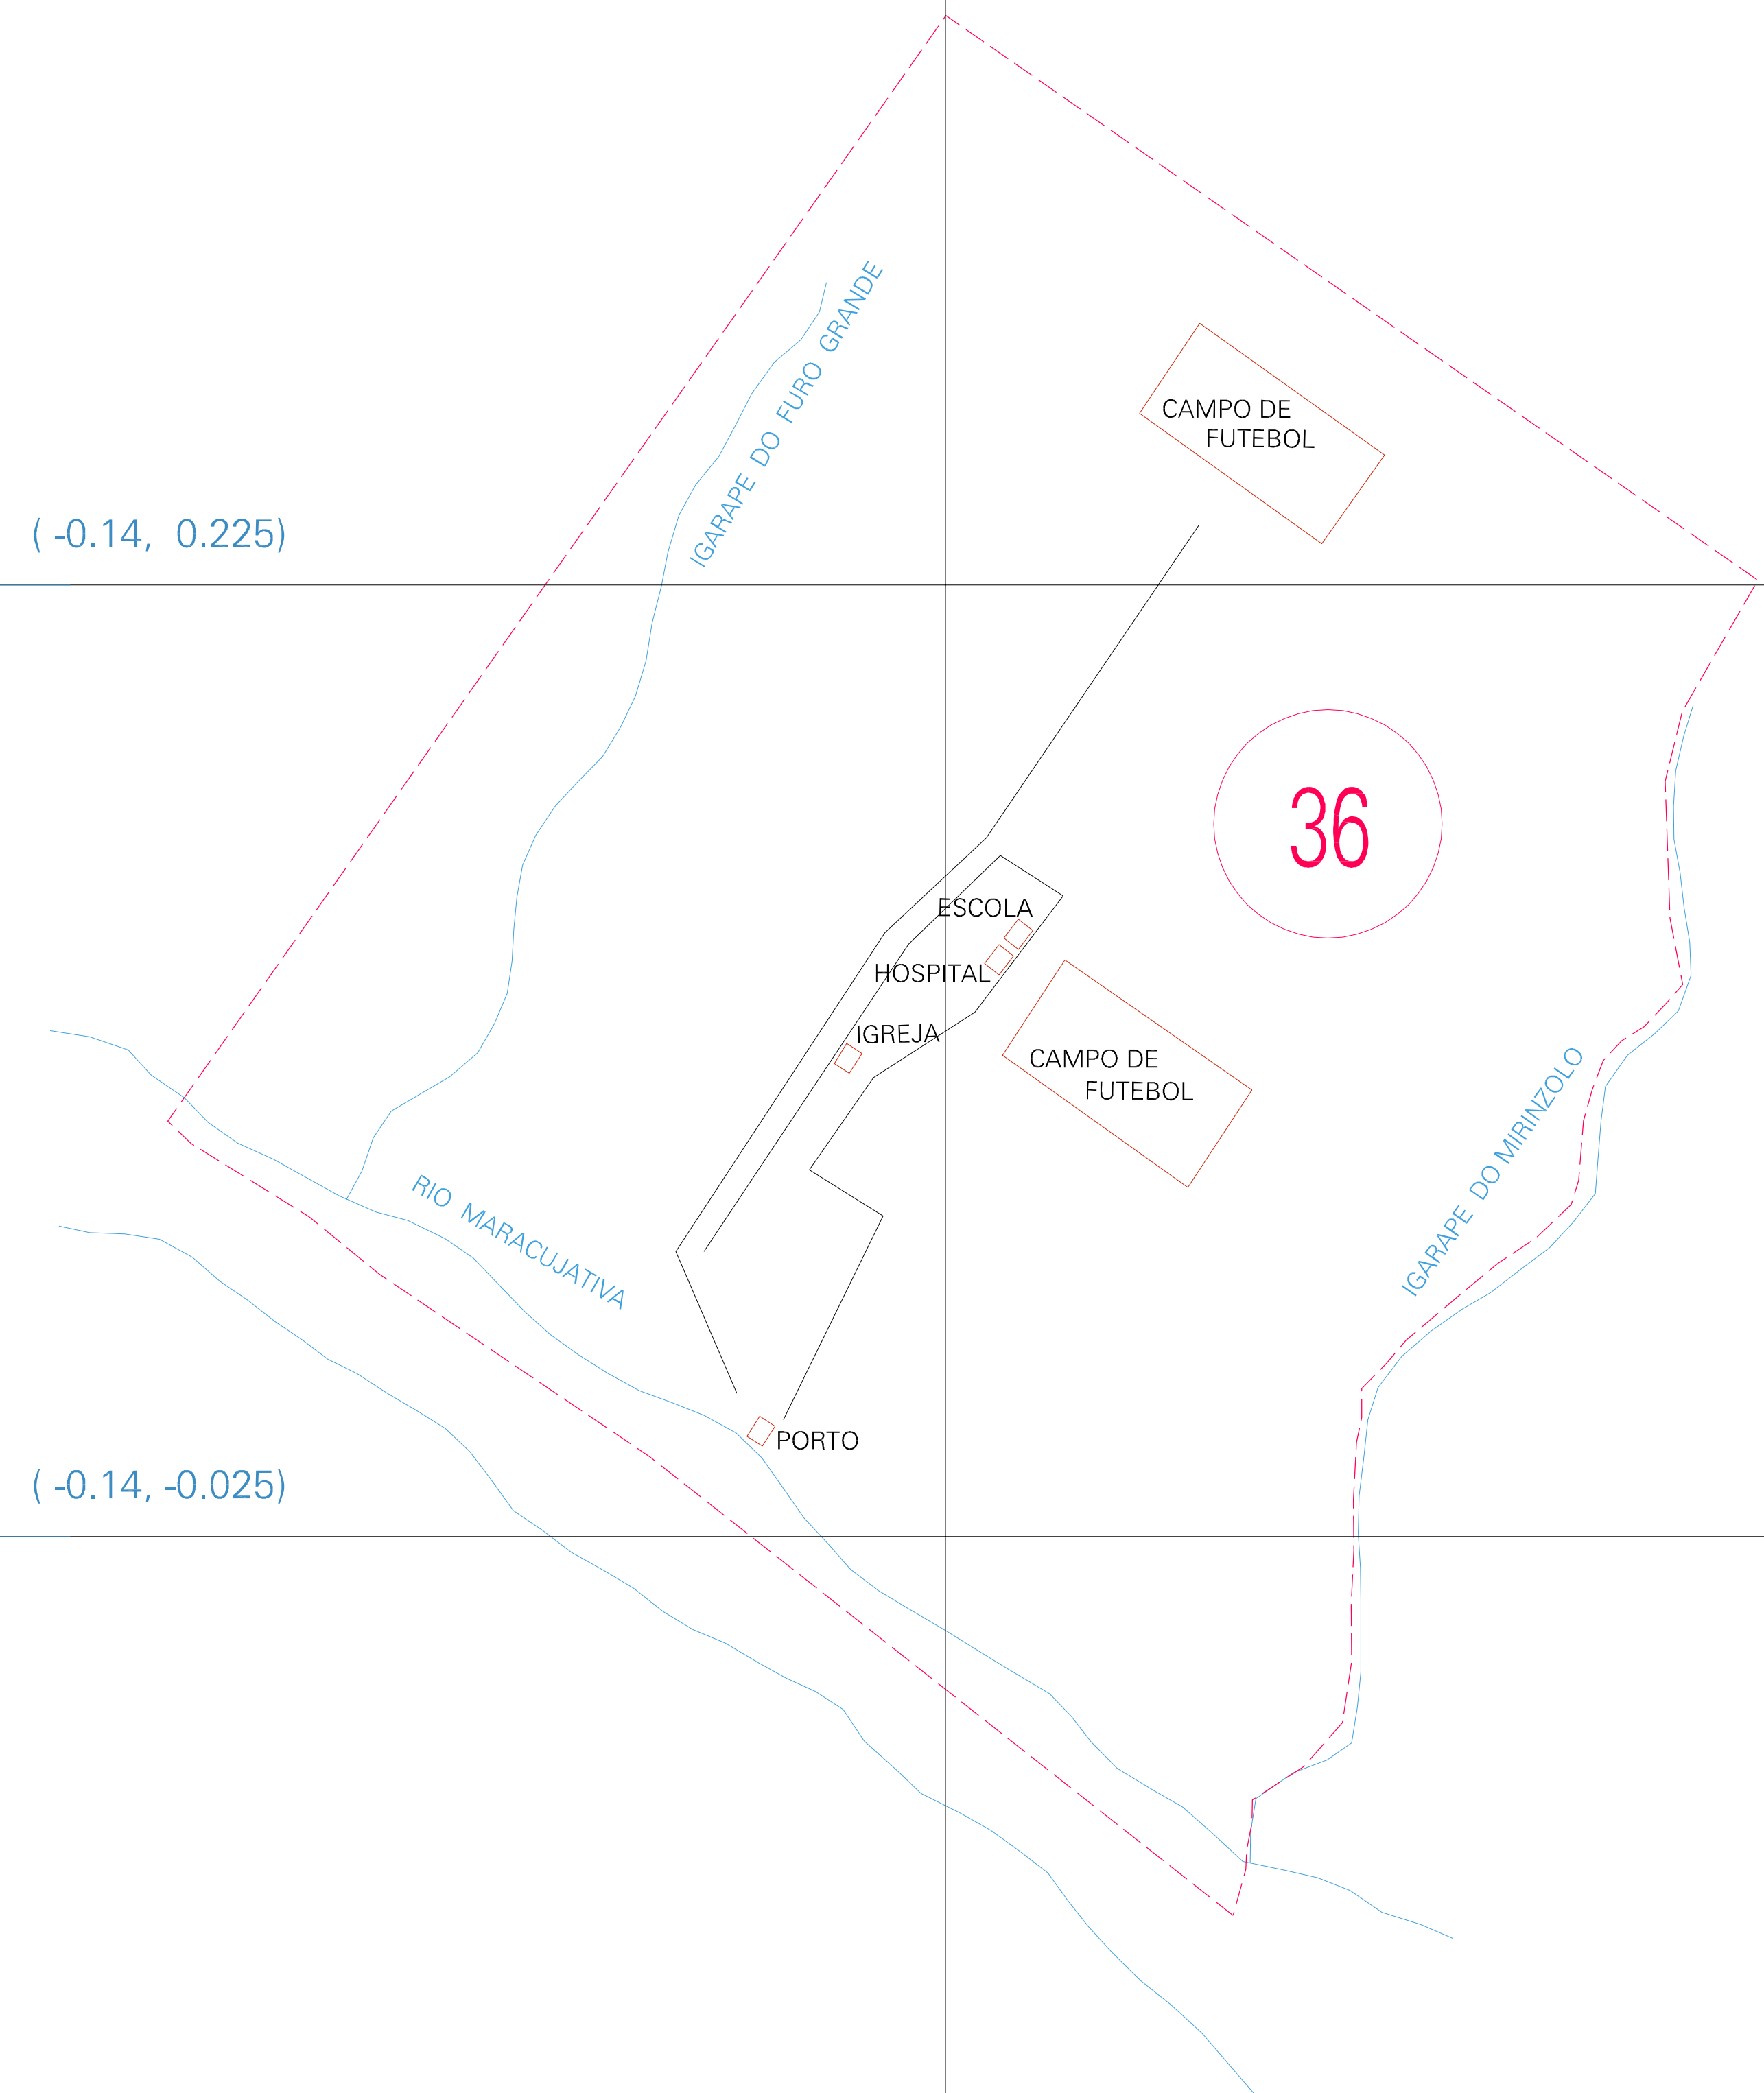 IGARAPE DO FURO GRANDE
CAMPO DE
FUTEBOL
( -0.14, 0.225)
36
ESCOLA
HOSPITAL
IGREJA
CAMPO DE
FUTEBOL
IGARAPE DO MIRINZOLO
RIO MARACUJATIVA
PORTO
( -0.14, -0.025)